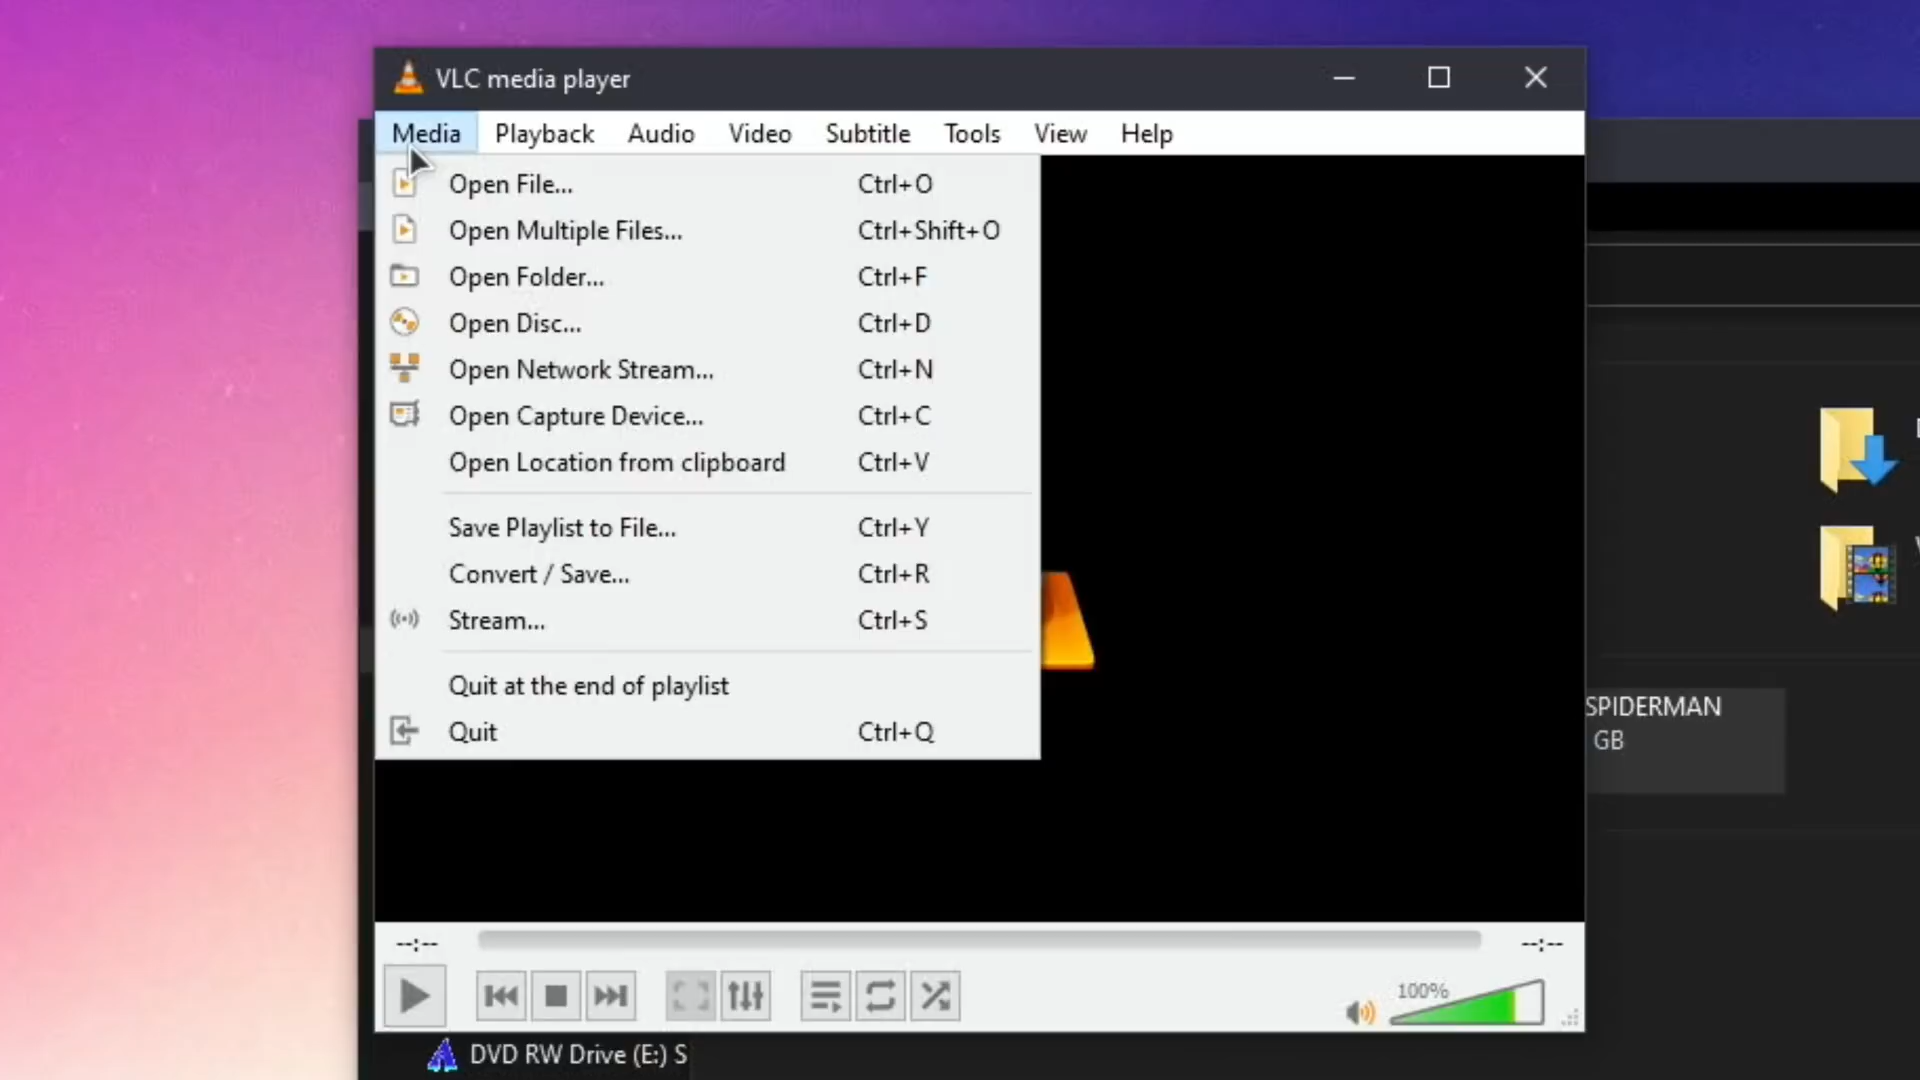 VLC media player
Media Playback Audio Video Subtitle Tools View Help
Open File... Ctrl+O
Open Multiple Files... Ctrl+Shift+O
Open Folder... Ctrl+F
Open Disc... Ctrl+D
Open Network Stream... Ctrl+N
Open Capture Device... Ctrl+C
Open Location from clipboard Ctrl+V
Save Playlist to File... Ctrl+Y
Convert / Save... Ctrl+R
Stream... Ctrl+S
Quit at the end of playlist
Quit Ctrl+Q
SPIDERMAN
GB
--:-- --:--
100%
DVD RW Drive (E:) S